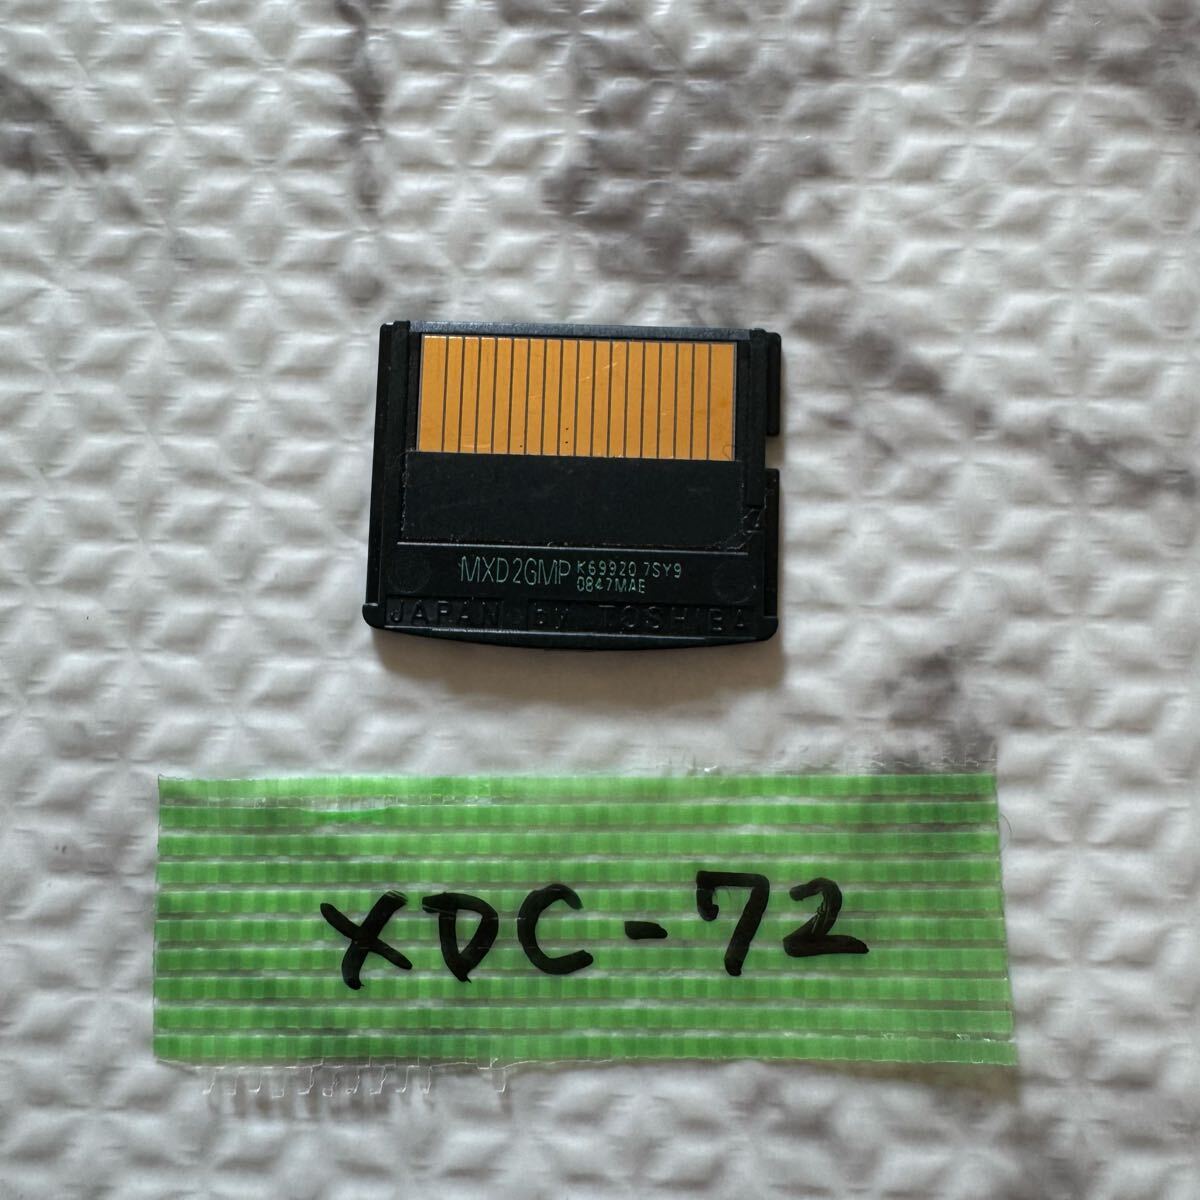 MXD2GMP K69920 7SY9
0847MAE
JAPAN by TOSHIBA
XDC-72